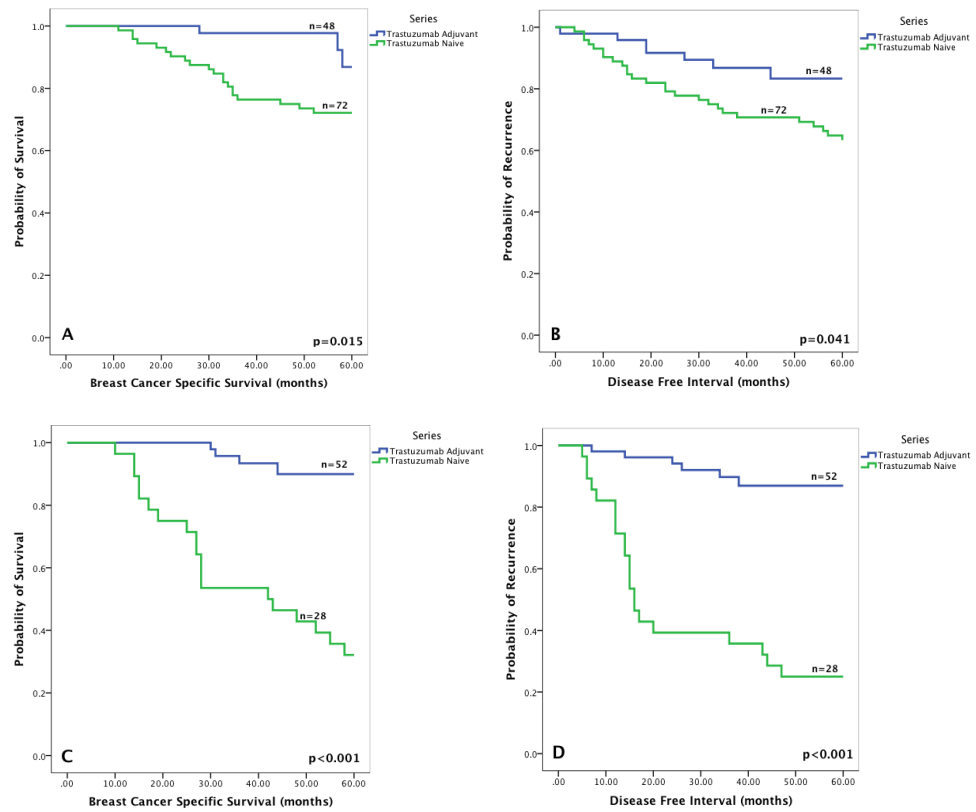 Series
Trastuzumab Adjuvant
Trastuzumab Naive
Probability of Survival
1.0
0.8
0.6
0.4
0.2
0.0
n=48
n=72
A
p=0.015
.00 10.00 20.00 30.00 40.00 50.00 60.00
Breast Cancer Specific Survival (months)
Series
Trastuzumab Adjuvant
Trastuzumab Naive
Probability of Recurrence
1.0
0.8
0.6
0.4
0.2
0.0
n=48
n=72
B
p=0.041
.00 10.00 20.00 30.00 40.00 50.00 60.00
Disease Free Interval (months)
Series
Trastuzumab Adjuvant
Trastuzumab Naive
Probability of Survival
1.0
0.8
0.6
0.4
0.2
0.0
n=52
n=28
C
p<0.001
.00 10.00 20.00 30.00 40.00 50.00 60.00
Breast Cancer Specific Survival (months)
Series
Trastuzumab Adjuvant
Trastuzumab Naive
Probability of Recurrence
1.0
0.8
0.6
0.4
0.2
0.0
n=52
n=28
D
p<0.001
.00 10.00 20.00 30.00 40.00 50.00 60.00
Disease Free Interval (months)